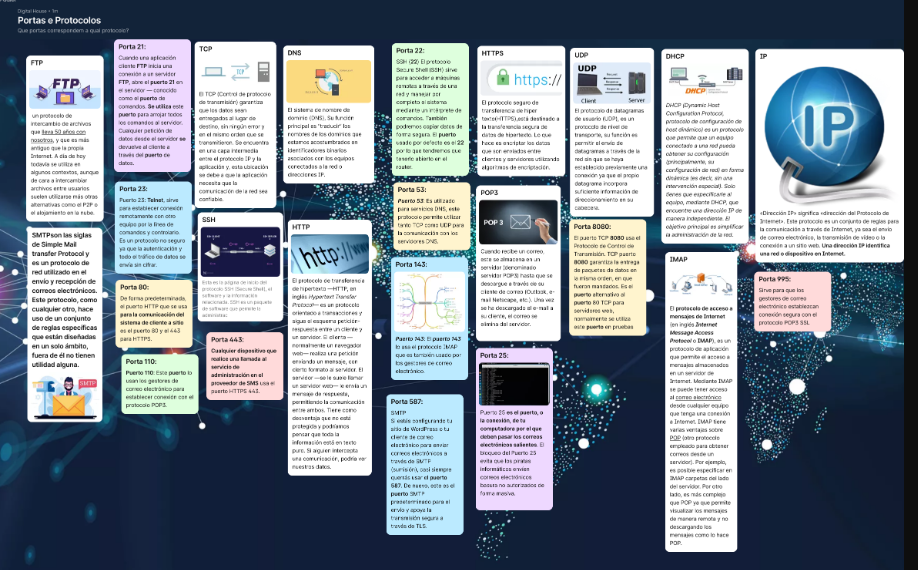 Digital House • 1m
Portas e Protocolos
Que portas correspondem a qual protocolo?
FTP
FTP
un protocolo de
intercambio de archivos
que lleva 50 años con
nosotros, y que es más
antiguo que la propia
Internet. A día de hoy
todavía se utiliza en
algunos contextos, aunque
de cara a intercambiar
archivos entre usuarios
suelen utilizarse más otras
alternativas como el P2P o
el alojamiento en la nube.
SMTPson las siglas
de Simple Mail
transfer Protocol y
es un protocolo de
red utilizado en el
envío y recepción de
correos electrónicos.
Este protocolo, como
cualquier otro, hace
uso de un conjunto
de reglas específicas
que están diseñadas
en un solo ámbito,
fuera de él no tienen
utilidad alguna.
SMTP
Porta 21:
Cuando una aplicación
cliente FTP inicia una
conexión a un servidor
FTP, abre el puerto 21 en
el servidor — conocido
como el puerto de
comandos. Se utiliza este
puerto para arrojar todos
los comandos al servidor.
Cualquier petición de
datos desde el servidor se
devuelve al cliente a
través del puerto de
datos.
Porta 23:
Puerto 23: Telnet, sirve
para establecer conexión
remotamente con otro
equipo por la línea de
comandos y controlarlo.
Es un protocolo no seguro
ya que la autenticación y
todo el tráfico de datos se
envía sin cifrar.
Porta 80:
De forma predeterminada,
el puerto HTTP que se usa
para la comunicación del
sistema de cliente a sitio
es el puerto 80 y el 443
para HTTPS.
Porta 110:
Puerto 110: Este puerto lo
usan los gestores de
correo electrónico para
establecer conexión con el
protocolo POP3.
TCP
TCP
IP
El TCP (Control de protocolo
de transmisión) garantiza
que los datos sean
entregados al lugar de
destino, sin ningún error y
en el mismo orden que se
transmitieron. Se encuentra
en una capa intermedia
entre el protocolo IP y la
aplicación, y esta ubicación
se debe a que la aplicación
necesita que la
comunicación de la red sea
confiable.
SSH
Porta 443:
Cualquier dispositivo que
realice una llamada al
servicio de
administración en el
proveedor de SMS usa el
puerto HTTPS 443.
DNS
El sistema de nombre de
dominio (DNS). Su función
principal es "traducir" los
nombres de los dominios que
estamos acostumbrados en
identificadores binarios
asociados con los equipos
conectados a la red o
direcciones IP.
HTTP
http
El protocolo de transferencia
de hipertexto —HTTP, en
inglés Hypertext Transfer
Protocol— es un protocolo
orientado a transacciones y
sigue el esquema petición-
respuesta entre un cliente y
un servidor. El cliente —
normalmente un navegador
web— realiza una petición
enviando un mensaje, con
cierto formato al servidor. El
servidor —se le suele llamar
un servidor web— le envía un
mensaje de respuesta,
permitiendo la comunicación
entre ambos. Tiene como
desventaja que no está
protegida y podríamos
pensar que toda la
información está en texto
puro. Si alguien intercepta
una comunicación, podría ver
nuestros datos.
Porta 22:
SSH (22) El protocolo
Secure Shell (SSH) sirve
para acceder a máquinas
remotas a través de una
red y manejar por
completo el sistema
mediante un intérprete de
comandos. También
podremos copiar datos de
forma segura. El puerto
usado por defecto es el 22
por lo que tendremos que
tenerlo abierto en el
router.
Porta 53:
Puerto 53: Es utilizado
para servicios DNS, este
protocolo permite utilizar
tanto TCP como UDP para
la comunicación con los
servidores DNS.
Porta 143:
Puerto 143: El puerto 143
lo usa el protocolo IMAP
que es también usado por
los gestores de correo
electrónico.
Porta 587:
SMTP
Si estás configurando tu
sitio de WordPress o tu
cliente de correo
electrónico para enviar
correos electrónicos a
través de SMTP
(sumisión), casi siempre
querrás usar el puerto
587. De nuevo, este es el
puerto SMTP
predeterminado para el
envío y apoya la
transmisión segura a
través de TLS.
HTTPS
https://
El protocolo seguro de
transferencia de hiper
texto(HTTPS),está destinado a
la transferencia segura de
datos de hipertexto. Lo que
hace es encriptar los datos
que son enviados entre
clientes y servidores utilizando
algoritmos de encriptación.
POP3
POP 3
Cuando recibe un correo,
este se almacena en un
servidor (denominado
servidor POP3) hasta que se
descargue a través de su
cliente de correo (Outlook, e-
mail Netscape, etc.). Una vez
se ha descargado el e-mail a
su cliente, el correo se
elimina del servidor.
Porta 25:
Puerto 25 es el puerto, o
la conexión, de tu
computadora por el que
deben pasar los correos
electrónicos salientes. El
bloqueo del Puerto 25
evita que los piratas
informáticos envíen
correos electrónicos
basura no autorizados de
forma masiva.
UDP
UDP
Client
Server
El protocolo de datagramas
de usuario (UDP), es un
protocolo de nivel de
transporte, su función es
permitir el envío de
datagramas a través de la
red sin que se haya
establecido previamente una
conexión ya que el propio
datagrama incorpora
suficiente información de
direccionamiento en su
cabecera.
Porta 8080:
El puerto TCP 8080 usa el
Protocolo de Control de
Transmisión. TCP puerto
8080 garantiza la entrega
de paquetes de datos en
la misma orden, en que
fueron mandados. Es el
puerto alternativo al
puerto 80 TCP para
servidores web,
normalmente se utiliza
este puerto en pruebas
DHCP
DHCP
DHCP (Dynamic Host
Configuration Protocol,
protocolo de configuración de
host dinámico) es un protocolo
que permite que un equipo
conectado a una red pueda
obtener su configuración
(principalmente, su
configuración de red) en forma
dinámica (es decir, sin una
intervención especial). Solo
tienes que especificarle al
equipo, mediante DHCP, que
encuentre una dirección IP de
manera independiente. El
objetivo principal es simplificar
la administración de la red.
IMAP
El protocolo de acceso a
mensajes de Internet
(en inglés Internet
Message Access
Protocol o IMAP), es un
protocolo de aplicación
que permite el acceso a
mensajes almacenados
en un servidor de
Internet. Mediante IMAP
se puede tener acceso
al correo electrónico
desde cualquier equipo
que tenga una conexión
a Internet. IMAP tiene
varias ventajas sobre
POP (otro protocolo
empleado para obtener
correos desde un
servidor). Por ejemplo,
es posible especificar en
IMAP carpetas del lado
del servidor. Por otro
lado, es más complejo
que POP ya que permite
visualizar los mensajes
de manera remota y no
descargando los
mensajes como lo hace
POP.
IP
IP
«Dirección IP» significa «dirección del Protocolo de
Internet». Este protocolo es un conjunto de reglas para
la comunicación a través de Internet, ya sea el envío
de correo electrónico, la transmisión de vídeo o la
conexión a un sitio web. Una dirección IP identifica
una red o dispositivo en Internet.
Porta 995:
Sirve para que los
gestores de correo
electrónico establezcan
conexión segura con el
protocolo POP3 SSL